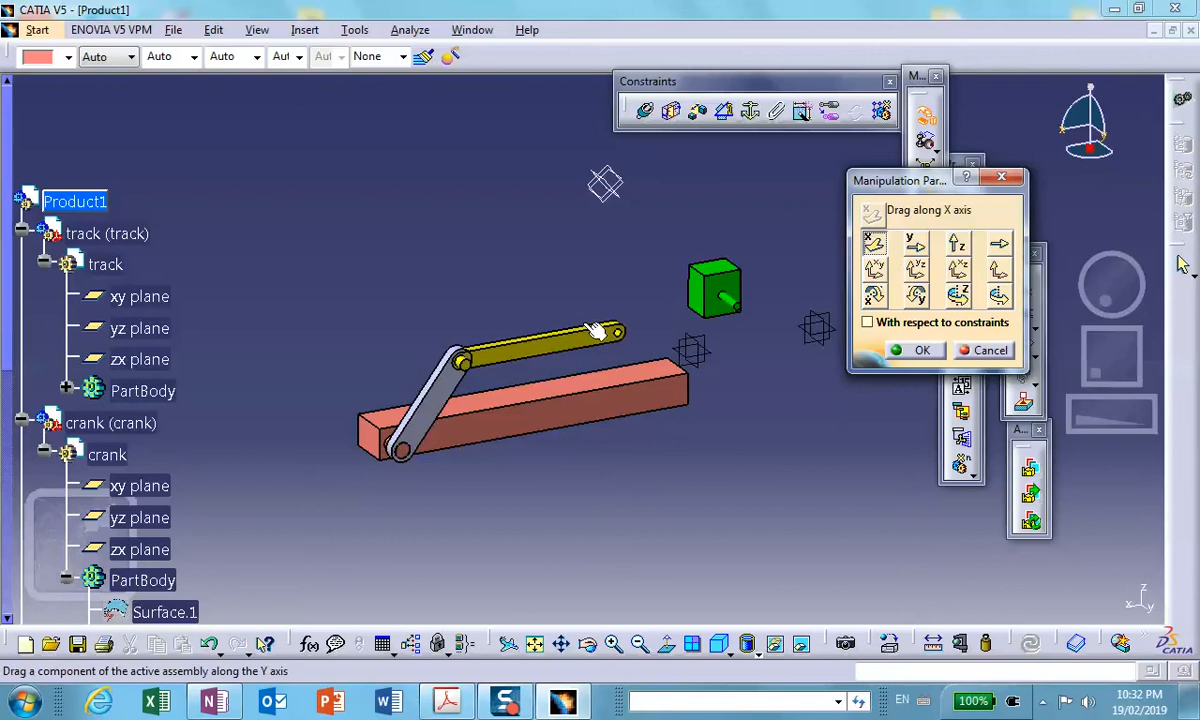 CATIA V5 - [Product1]
Start ENOVIA V5 VPM File Edit View Insert Tools Analyze Window Help
Auto Auto Auto Aut Aut None
Constraints
M...
Manipulation Par...
Drag along X axis
With respect to constraints
OK Cancel
A...
Product1
track (track)
track
xy plane
yz plane
zx plane
PartBody
crank (crank)
crank
xy plane
yz plane
zx plane
PartBody
Surface.1
z
x y
f(x)
CATIA
Drag a component of the active assembly along the Y axis
EN 100% 10:32 PM
19/02/2019